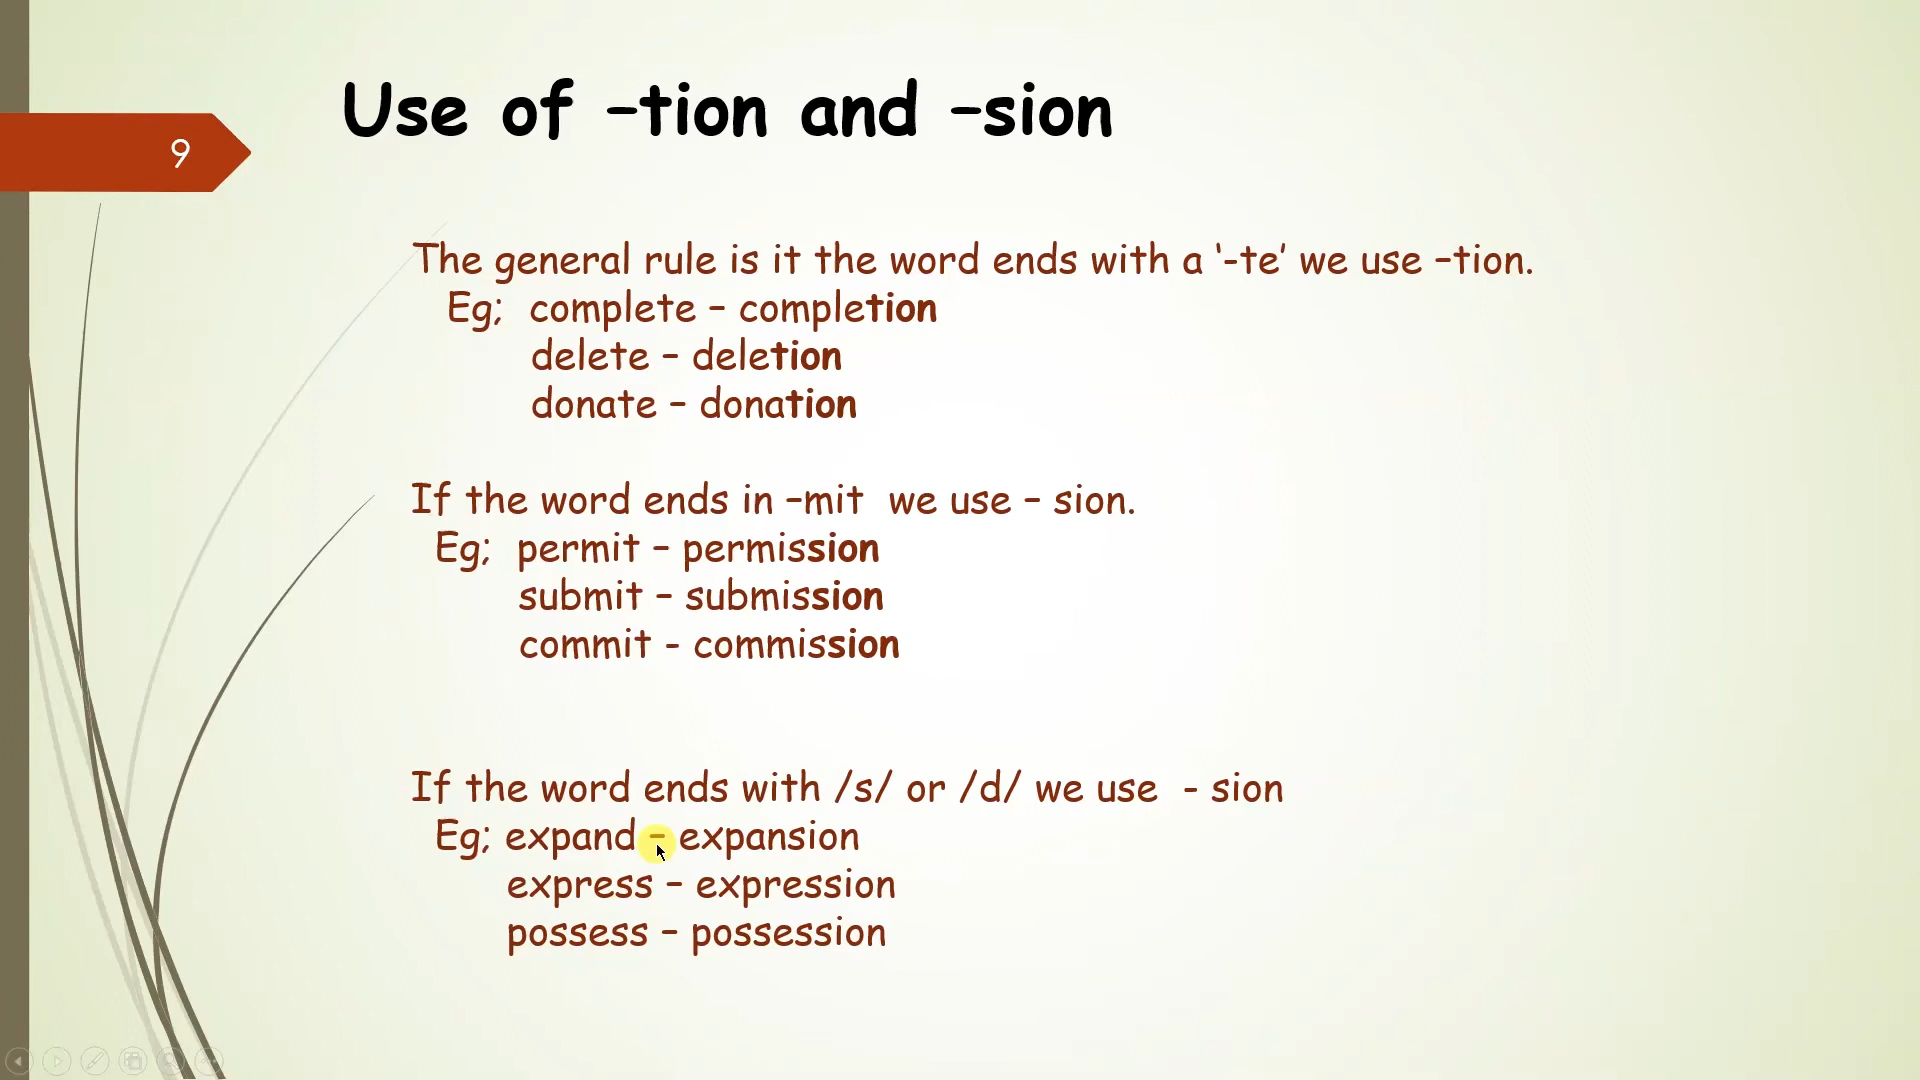 Use of –tion and –sion
9
The general rule is it the word ends with a ‘-te’ we use –tion.
Eg; complete – completion
delete – deletion
donate – donation
If the word ends in –mit we use – sion.
Eg; permit – permission
submit – submission
commit - commission
If the word ends with /s/ or /d/ we use - sion
Eg; expand – expansion
express – expression
possess – possession